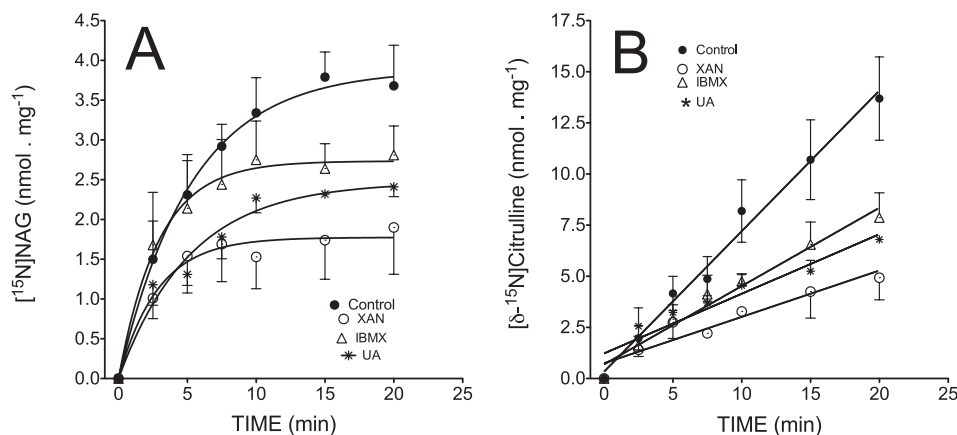 A
[¹⁵N]NAG (nmol . mg⁻¹)
4.5
4.0
3.5
3.0
2.5
2.0
1.5
1.0
0.5
0.0
Control
XAN
IBMX
UA
0 5 10 15 20 25
TIME (min)
B
[δ-¹⁵N]Citrulline (nmol . mg⁻¹)
17.5
15.0
12.5
10.0
7.5
5.0
2.5
0.0
Control
XAN
IBMX
UA
0 5 10 15 20 25
TIME (min)